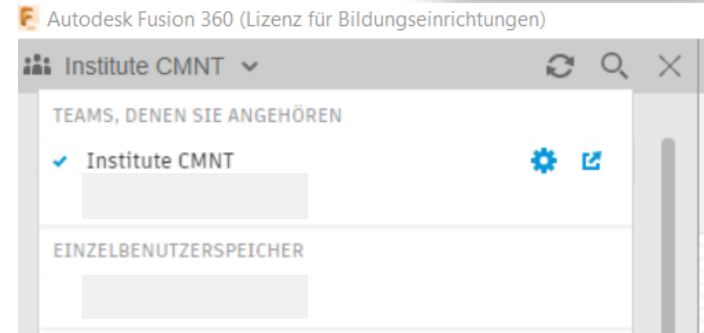 Autodesk Fusion 360 (Lizenz für Bildungseinrichtungen)
Institute CMNT
TEAMS, DENEN SIE ANGEHÖREN
Institute CMNT
EINZELBENUTZERSPEICHER